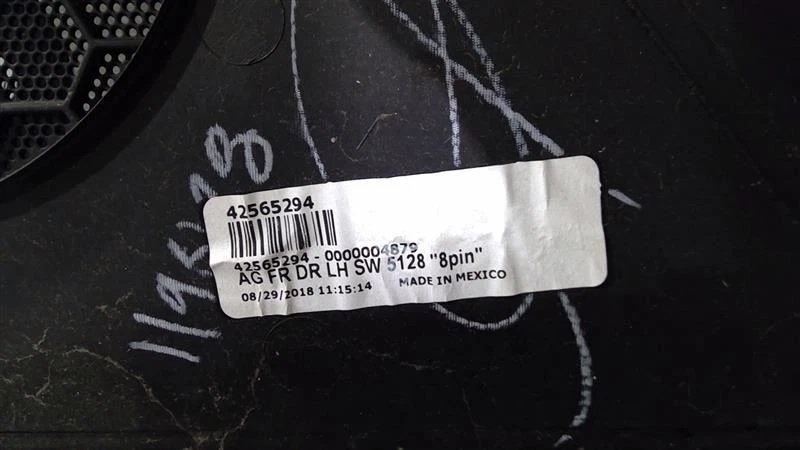 42565294
42565294 - 0000004879
AG FR DR LH SW 5128 "8pin"
08/29/2018 11:15:14 MADE IN MEXICO